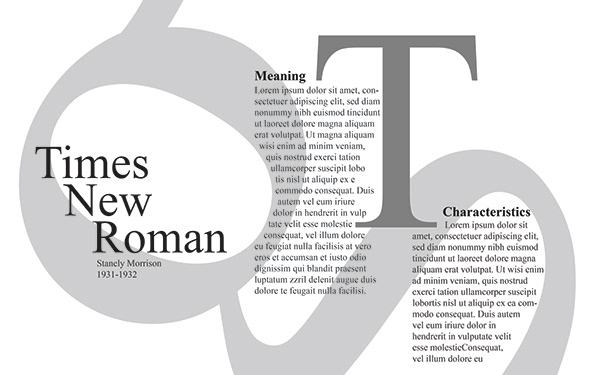 Times
New
Roman
Stanely Morrison
1931-1932
Meaning
Lorem ipsum dolor sit amet, con-
sectetuer adipiscing elit, sed diam
nonummy nibh euismod tincidunt
ut laoreet dolore magna aliquam
erat volutpat. Ut magna aliquam
wisi enim ad minim veniam,
quis nostrud exerci tation
ullamcorper suscipit lobo
tis nisl ut aliquip ex e
commodo consequat. Duis
autem vel eum iriure
dolor in hendrerit in vulp
tate velit esse molestie
consequat, vel illum dolore
eu feugiat nulla facilisis at vero
eros et accumsan et iusto odio
dignissim qui blandit praesent
luptatum zzril delenit augue duis
dolore te feugait nulla facilisi.
T
Characteristics
Lorem ipsum dolor sit
amet, consectetuer adipiscing elit,
sed diam nonummy nibh euismod
tincidunt ut laoreet dolore magna
aliquam erat volutpat. Ut wisi enim
ad minim veniam, quis nostrud
exerci tation ullamcorper suscipit
lobortis nisl ut aliquip ex ea com-
modo consequat. Duis autem
vel eum iriure dolor in
hendrerit in vulputate velit
esse molestieConsequat,
vel illum dolore eu